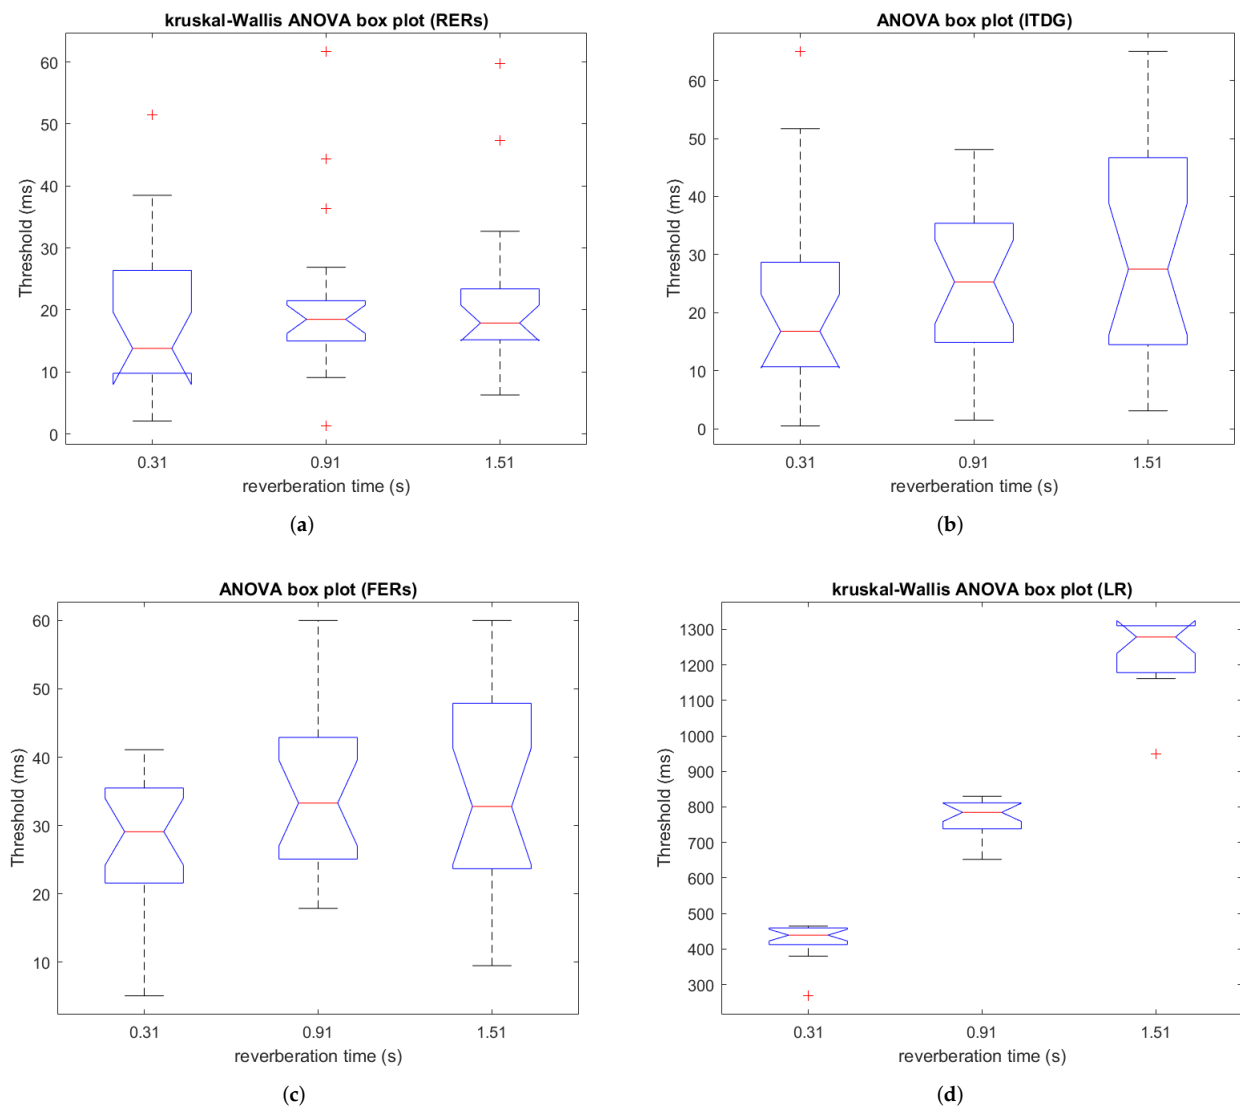 kruskal-Wallis ANOVA box plot (RERs)
Threshold (ms)
60
50
40
30
20
10
0
0.31 0.91 1.51
reverberation time (s)
(a)
ANOVA box plot (ITDG)
Threshold (ms)
60
50
40
30
20
10
0
0.31 0.91 1.51
reverberation time (s)
(b)
ANOVA box plot (FERs)
Threshold (ms)
60
50
40
30
20
10
0.31 0.91 1.51
reverberation time (s)
(c)
kruskal-Wallis ANOVA box plot (LR)
Threshold (ms)
1300
1200
1100
1000
900
800
700
600
500
400
300
0.31 0.91 1.51
reverberation time (s)
(d)